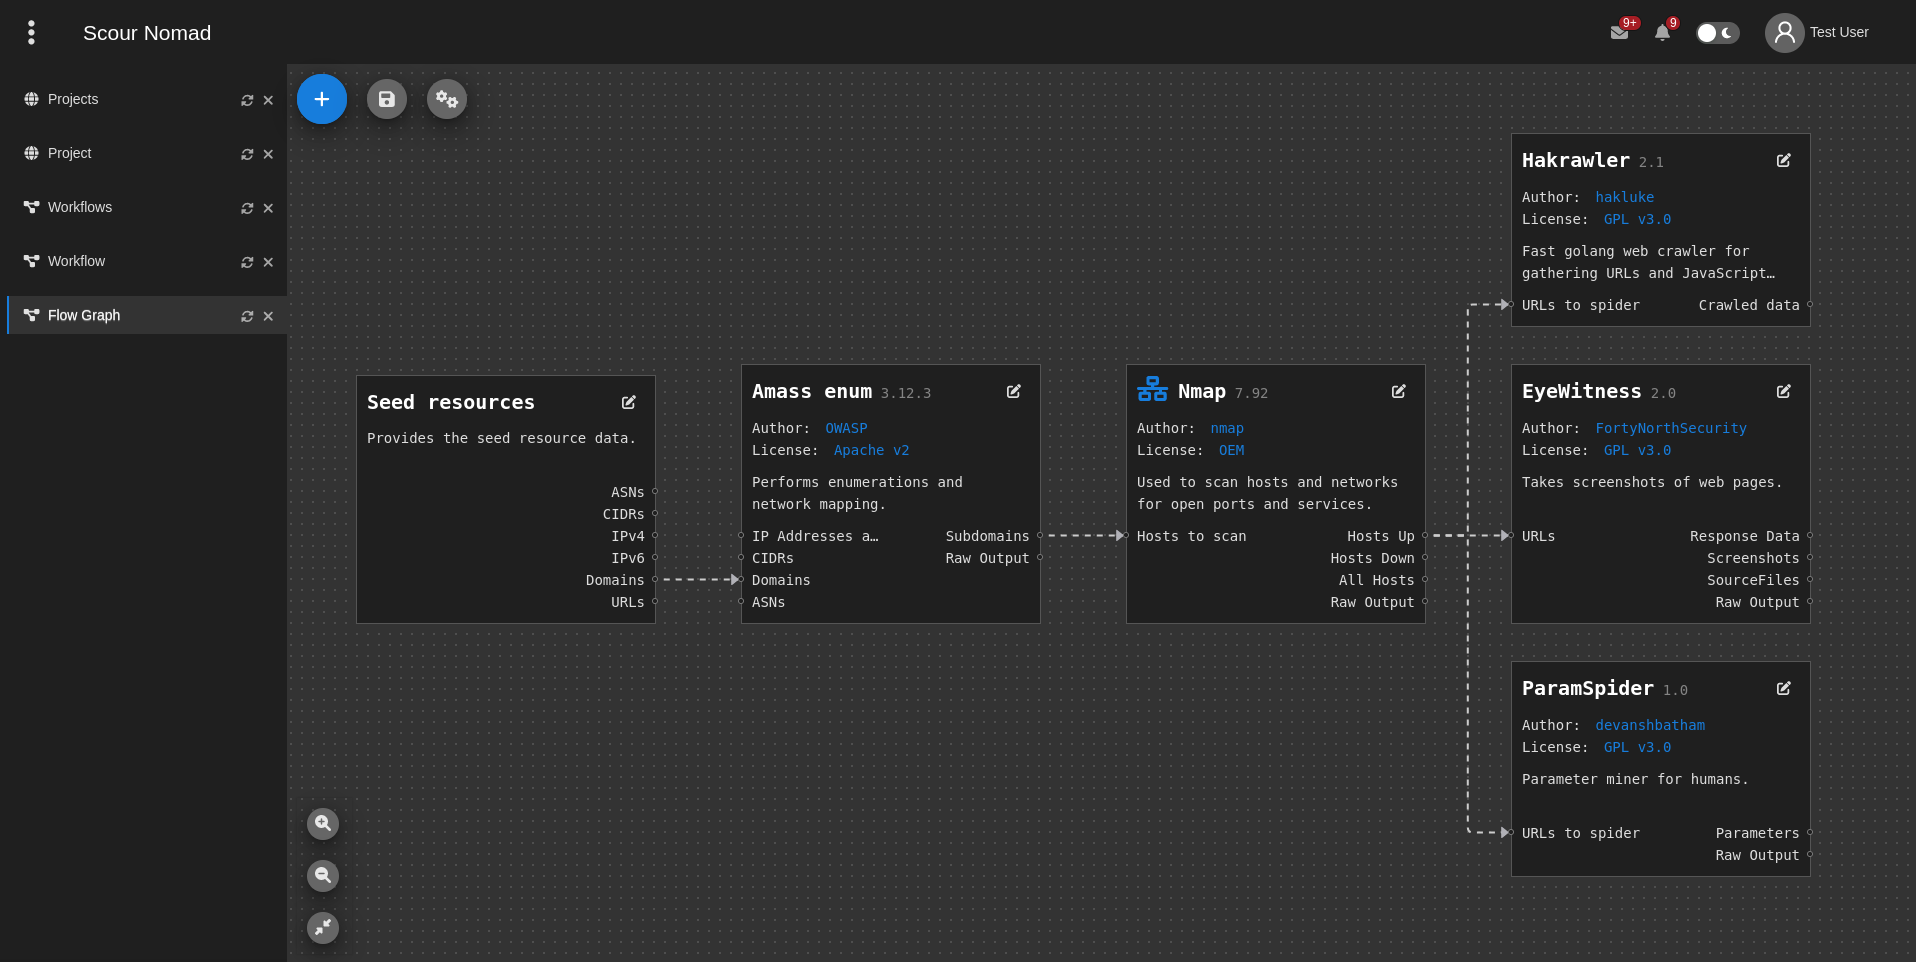 Scour Nomad
9+
9
Test User
Projects
Project
Workflows
Workflow
Flow Graph
Seed resources
Provides the seed resource data.
ASNs
CIDRs
IPv4
IPv6
Domains
URLs
Amass enum 3.12.3
Author: OWASP
License: Apache v2
Performs enumerations and
network mapping.
IP Addresses a… Subdomains
CIDRs Raw Output
Domains
ASNs
Nmap 7.92
Author: nmap
License: OEM
Used to scan hosts and networks
for open ports and services.
Hosts to scan Hosts Up
Hosts Down
All Hosts
Raw Output
Hakrawler 2.1
Author: hakluke
License: GPL v3.0
Fast golang web crawler for
gathering URLs and JavaScript…
URLs to spider Crawled data
EyeWitness 2.0
Author: FortyNorthSecurity
License: GPL v3.0
Takes screenshots of web pages.
URLs Response Data
Screenshots
SourceFiles
Raw Output
ParamSpider 1.0
Author: devanshbatham
License: GPL v3.0
Parameter miner for humans.
URLs to spider Parameters
Raw Output